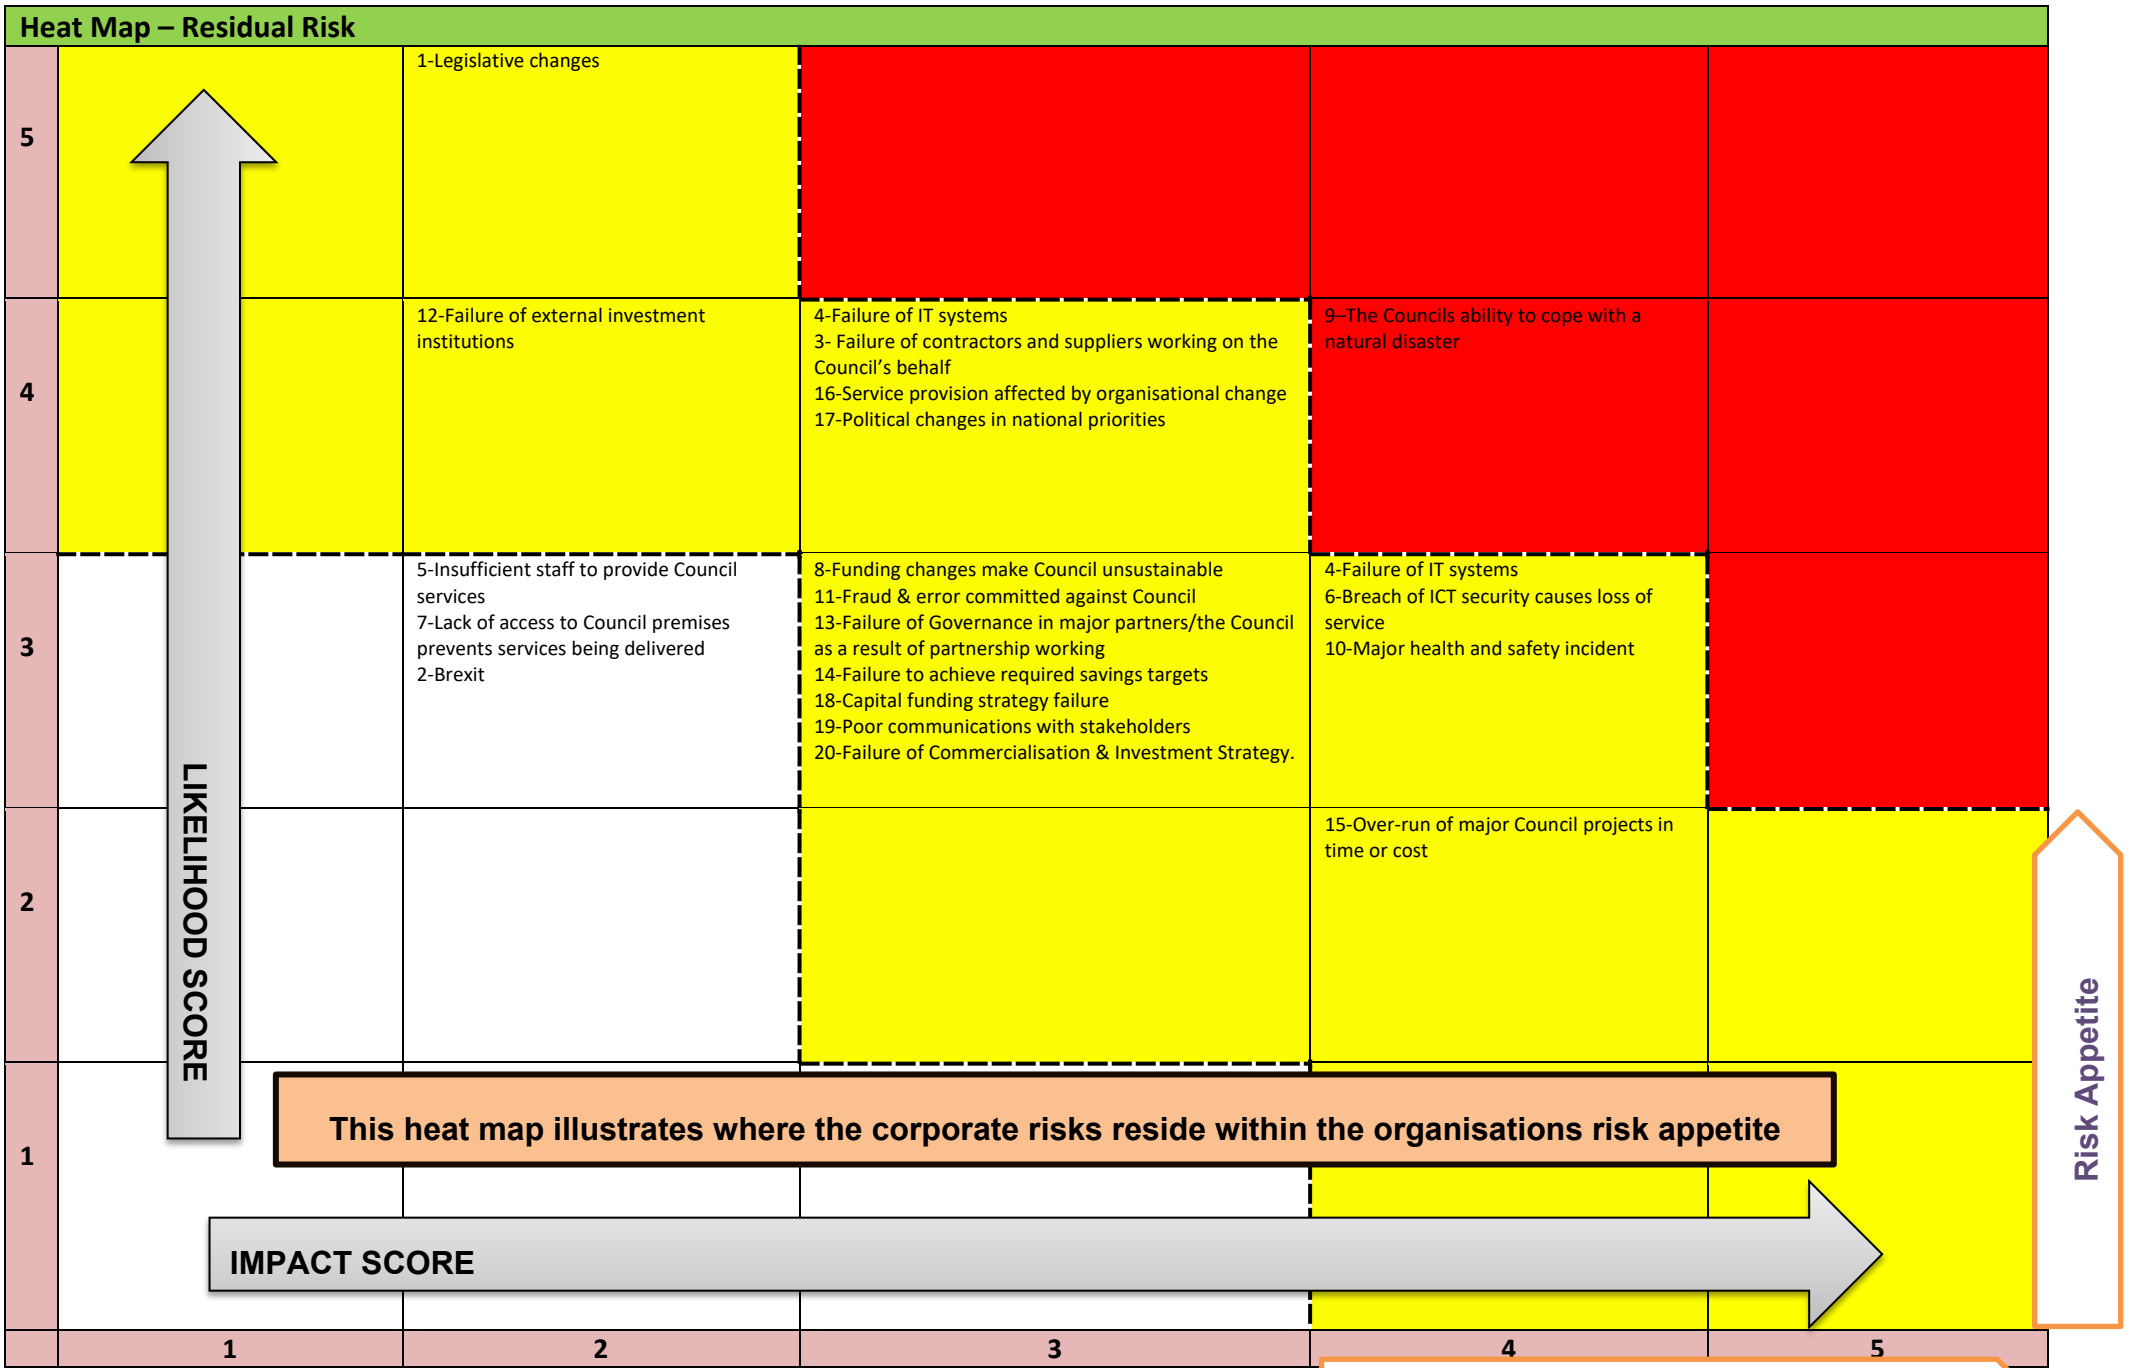 Heat Map – Residual Risk
5
1-Legislative changes
4
12-Failure of external investment
institutions
4-Failure of IT systems
3- Failure of contractors and suppliers working on the
Council’s behalf
16-Service provision affected by organisational change
17-Political changes in national priorities
9–The Councils ability to cope with a
natural disaster
3
5-Insufficient staff to provide Council
services
7-Lack of access to Council premises
prevents services being delivered
2-Brexit
8-Funding changes make Council unsustainable
11-Fraud & error committed against Council
13-Failure of Governance in major partners/the Council
as a result of partnership working
14-Failure to achieve required savings targets
18-Capital funding strategy failure
19-Poor communications with stakeholders
20-Failure of Commercialisation & Investment Strategy.
4-Failure of IT systems
6-Breach of ICT security causes loss of
service
10-Major health and safety incident
2
15-Over-run of major Council projects in
time or cost
LIKELIHOOD SCORE
Risk Appetite
1
This heat map illustrates where the corporate risks reside within the organisations risk appetite
IMPACT SCORE
1 2 3 4 5